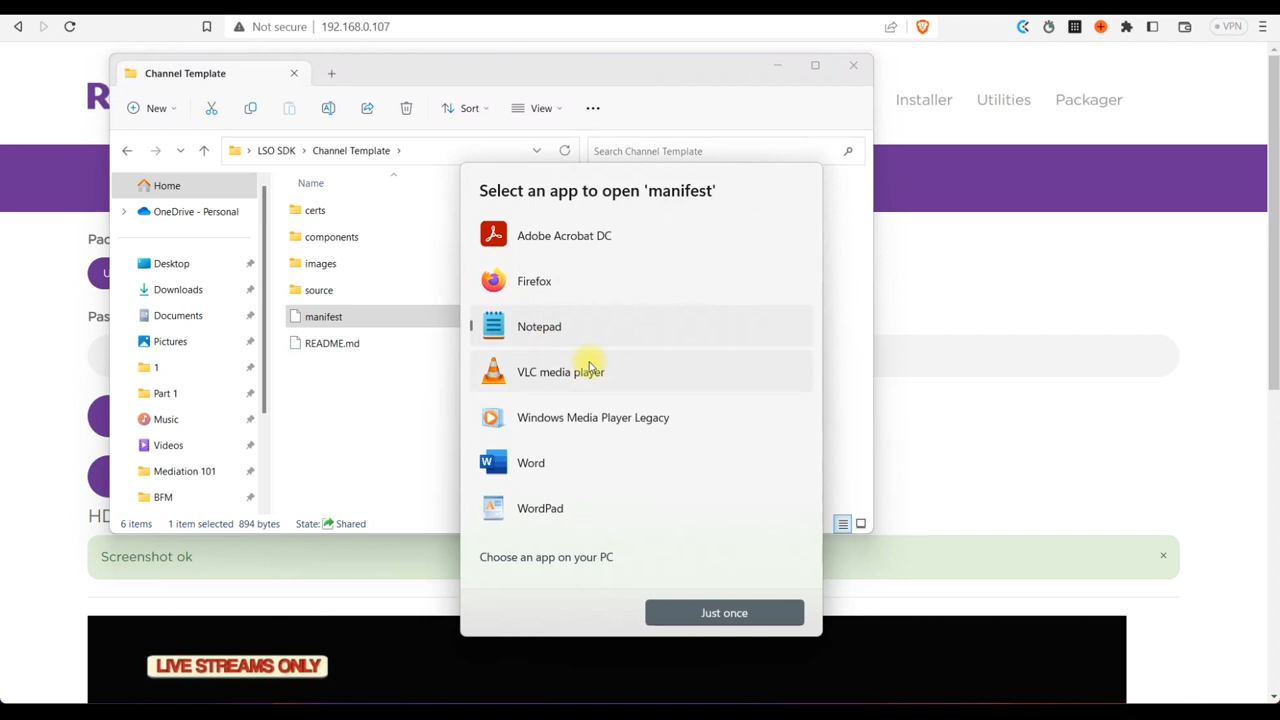 Not secure 192.168.0.107
VPN
Channel Template
R
Installer Utilities Packager
New
Sort
View
LSO SDK > Channel Template >
Search Channel Template
Home
OneDrive - Personal
Desktop
Downloads
Documents
Pictures
1
Part 1
Music
Videos
Mediation 101
BFM
Name
certs
components
images
source
manifest
README.md
6 items 1 item selected 894 bytes State: Shared
Select an app to open 'manifest'
Adobe Acrobat DC
Firefox
Notepad
VLC media player
Windows Media Player Legacy
Word
WordPad
Choose an app on your PC
Just once
Pac
U
Pas
HD
Screenshot ok
LIVE STREAMS ONLY